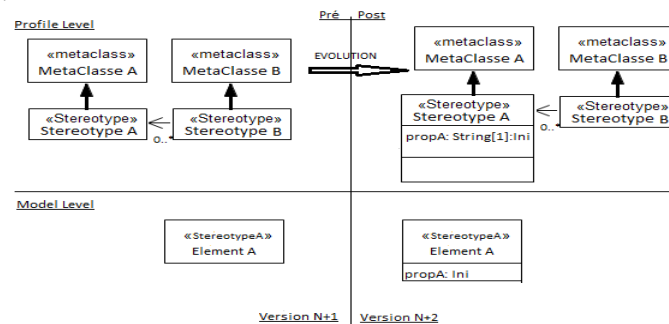 Profile Level
Pré
Post
«metaclass»
MetaClasse A
«metaclass»
MetaClasse B
EVOLUTION
«metaclass»
MetaClasse A
«metaclass»
MetaClasse B
«Stereotype»
Stereotype A
«Stereotype»
Stereotype B
0..*
«Stereotype»
Stereotype A
propA: String[1]:Ini
«Stereotype»
Stereotype B
0..*
Model Level
«StereotypeA»
Element A
«StereotypeA»
Element A
propA: Ini
Version N+1
Version N+2